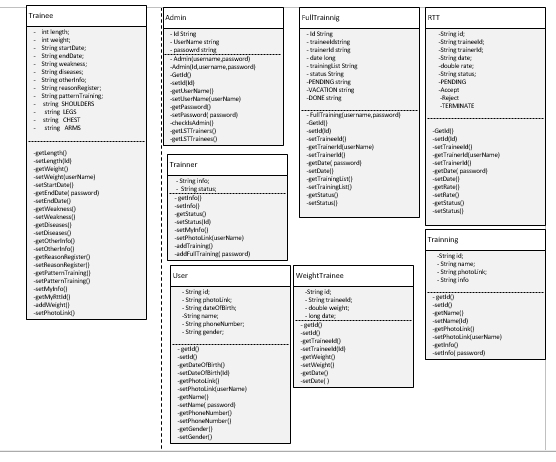 Trainee
- int length;
- int weight;
- String startDate;
- String endDate;
- String weakness;
- String diseases;
- String otherInfo;
- String reasonRegister;
- String patternTraining;
- string SHOULDERS
- string LEGS
- string CHEST
- string ARMS
-getLength()
-setLength(Id)
-getWeight()
-setWeight(userName)
-setStartDate()
-getEndDate( password)
-setEndDate()
-getWeakness()
-setWeakness()
-getDiseases()
-setDiseases()
-getOtherInfo()
-setOtherInfo()
-getReasonRegister()
-setReasonRegister()
-getPatternTraining()
-setPatternTraining()
-setMyInfo()
-getMyRttId()
-addWeight()
-setPhotoLink()
Admin
- Id String
- UserName string
- passowrd string
- Admin(username,password)
-Admin(Id,username,password)
-GetId()
-setId(Id)
-getUserName()
-setUserName(userName)
-getPassword()
-setPassword( password)
-checkIsAdmin()
-getLSTTrainers()
-getLSTTrainees()
Trainner
- String info;
- String status;
- getInfo()
-setInfo()
-getStatus()
-setStatus(Id)
-setMyInfo()
-setPhotoLink(userName)
-addTraining()
-addFullTraining( password)
User
- String id;
- String photoLink;
- String dateOfBirth;
-String name;
- String phoneNumber;
- String gender;
- getId()
-setId()
-getDateOfBirth()
-setDateOfBirth(Id)
-getPhotoLink()
-setPhotoLink(userName)
-getName()
-setName( password)
-getPhoneNumber()
-setPhoneNumber()
-getGender()
-setGender()
FullTrainnig
- Id String
- traineeIdstring
- trainerId string
- date long
- trainingList String
- status String
-PENDING string
-VACATION string
-DONE string
- FullTraining(username,password)
-GetId()
-setId(Id)
-setTraineeId()
-getTrainerId(userName)
-setTrainerId()
-getDate( password)
-setDate()
-getTrainingList()
-setTrainingList()
-getStatus()
-setStatus()
WeightTrainee
-String id;
- String traineeId;
- double weight;
- long date;
- getId()
-setId()
-getTraineeId()
-setTraineeId(Id)
-getWeight()
-setWeight()
-getDate()
-setDate( )
RTT
-String id;
-String traineeId;
-String trainerId;
-String date;
-double rate;
-String status;
-PENDING
-Accept
-Reject
-TERMINATE
-GetId()
-setId(Id)
-setTraineeId()
-getTrainerId(userName)
-setTrainerId()
-getDate( password)
-setDate()
-getRate()
-setRate()
-getStatus()
-setStatus()
Trainning
-String id;
- String name;
- String photoLink;
- String info
- getId()
-setId()
-getName()
-setName(Id)
-getPhotoLink()
-setPhotoLink(userName)
-getInfo()
-setInfo( password)